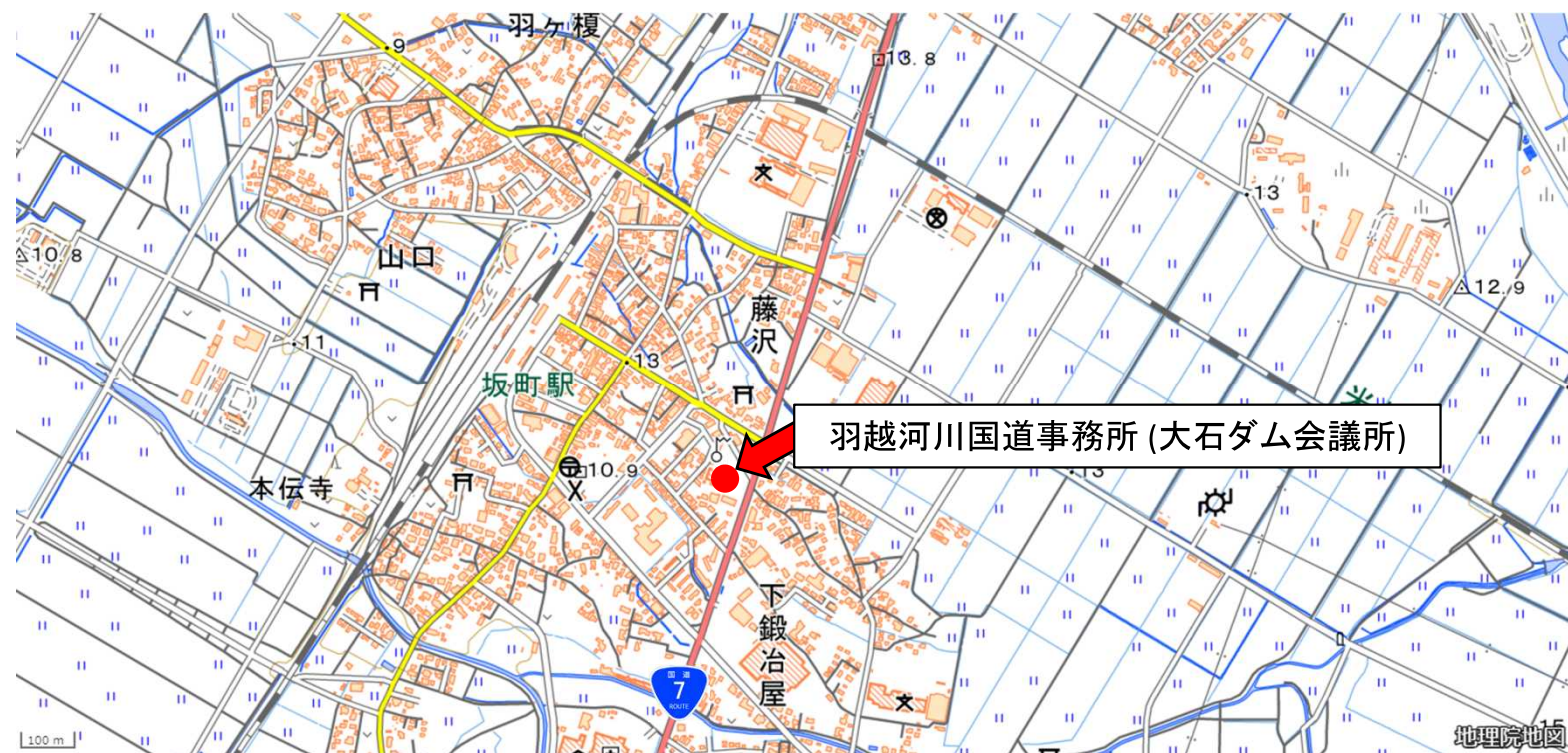 羽ヶ榎
9
13.8
13
山口
10.8
12.9
藤沢
11
13
坂町駅
米
羽越河川国道事務所 (大石ダム会議所)
13
10.9
本伝寺
下鍛冶屋
国道
7
ROUTE
100 m
15
地理院地図